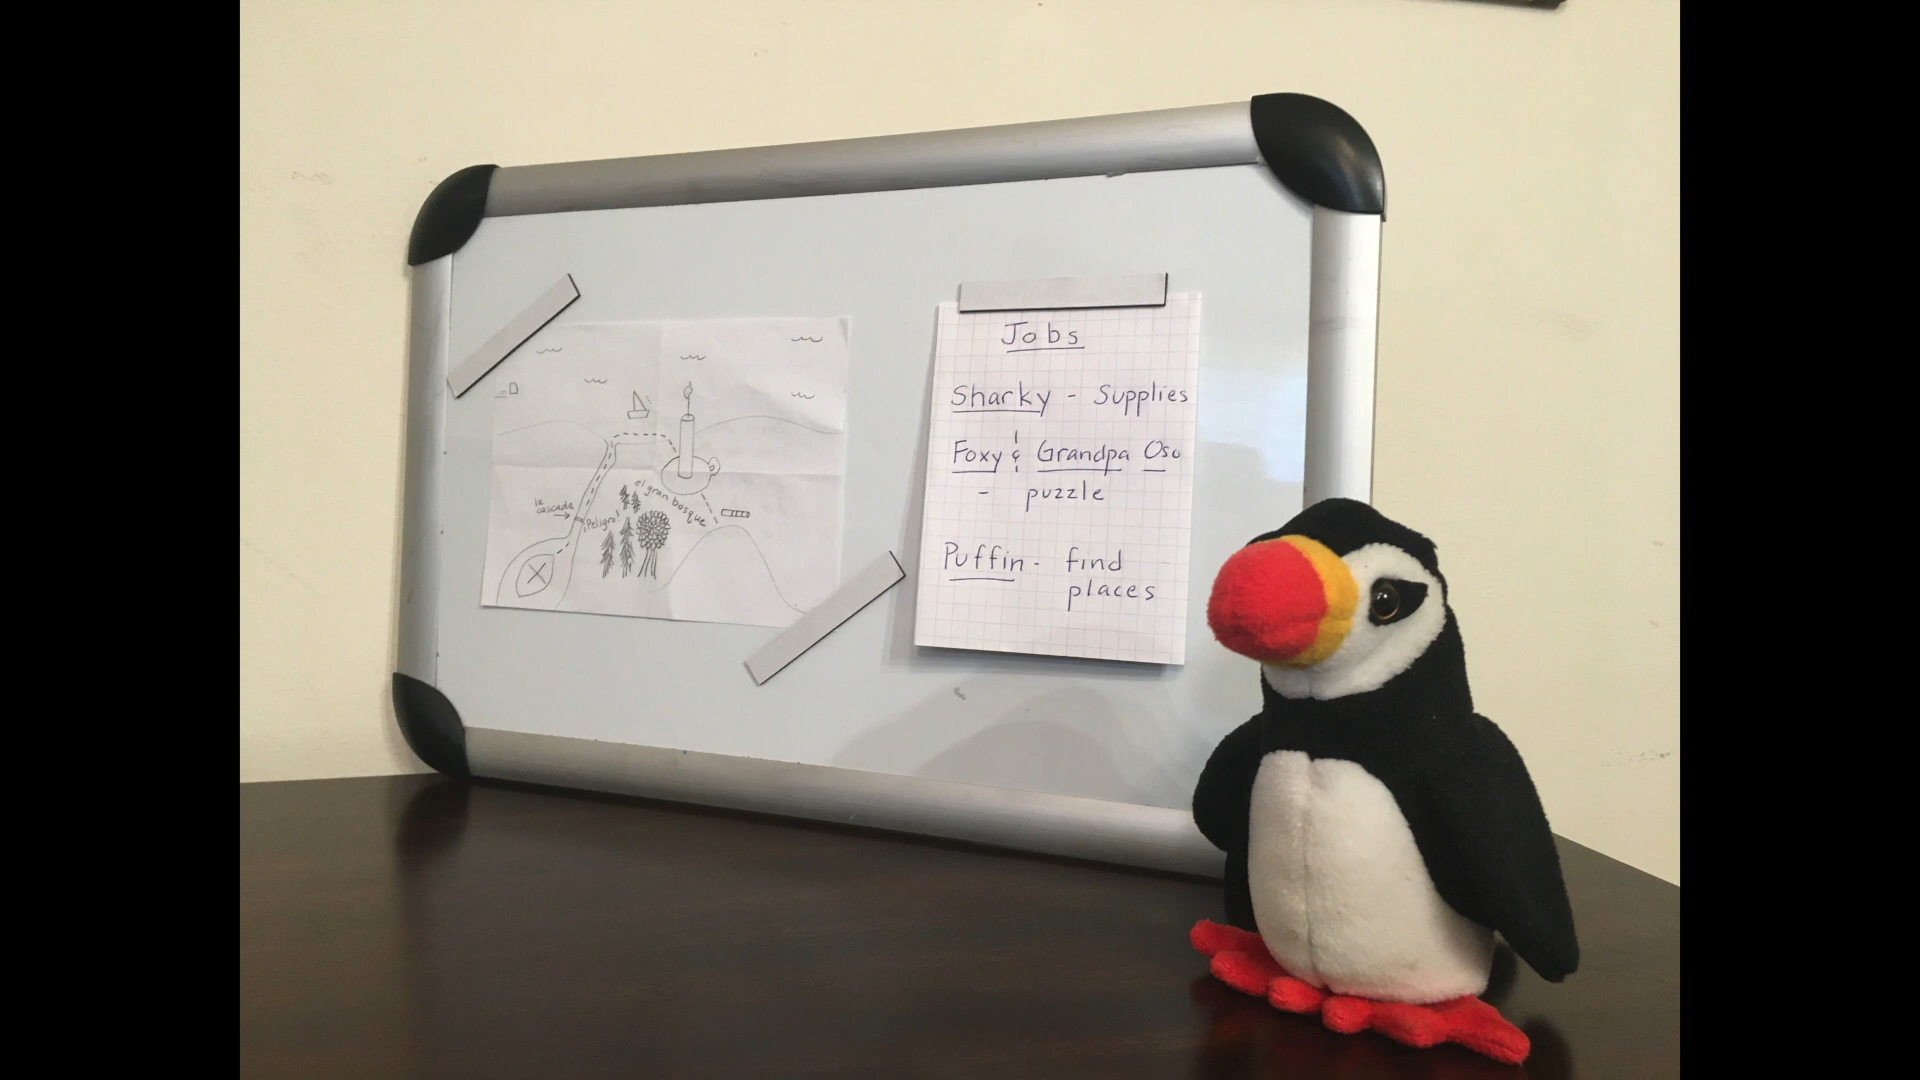 la
cascada
¡Peligro!
el gran bosque
Jobs
Sharky - Supplies
Foxy & Grandpa Oso
- puzzle
Puffin - find
places